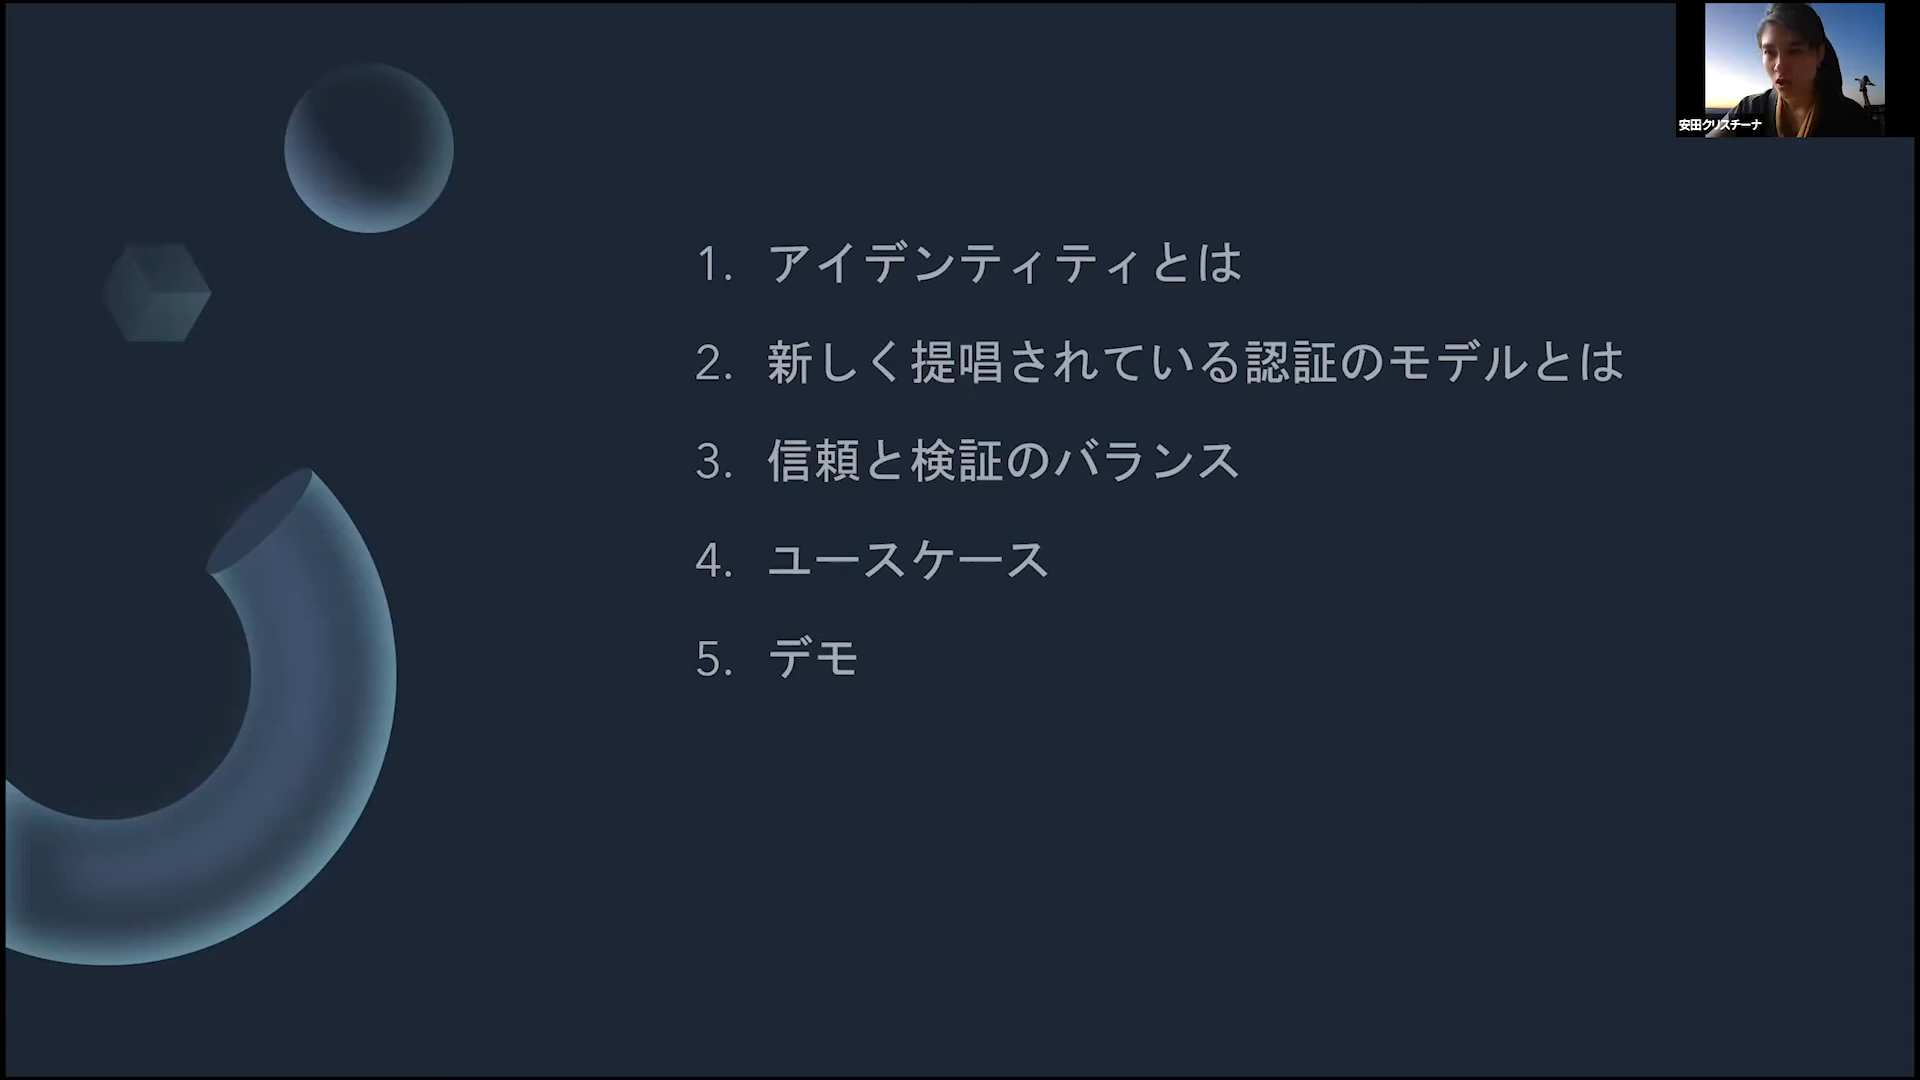 安田クリスチーナ
1. アイデンティティとは
2. 新しく提唱されている認証のモデルとは
3. 信頼と検証のバランス
4. ユースケース
5. デモ